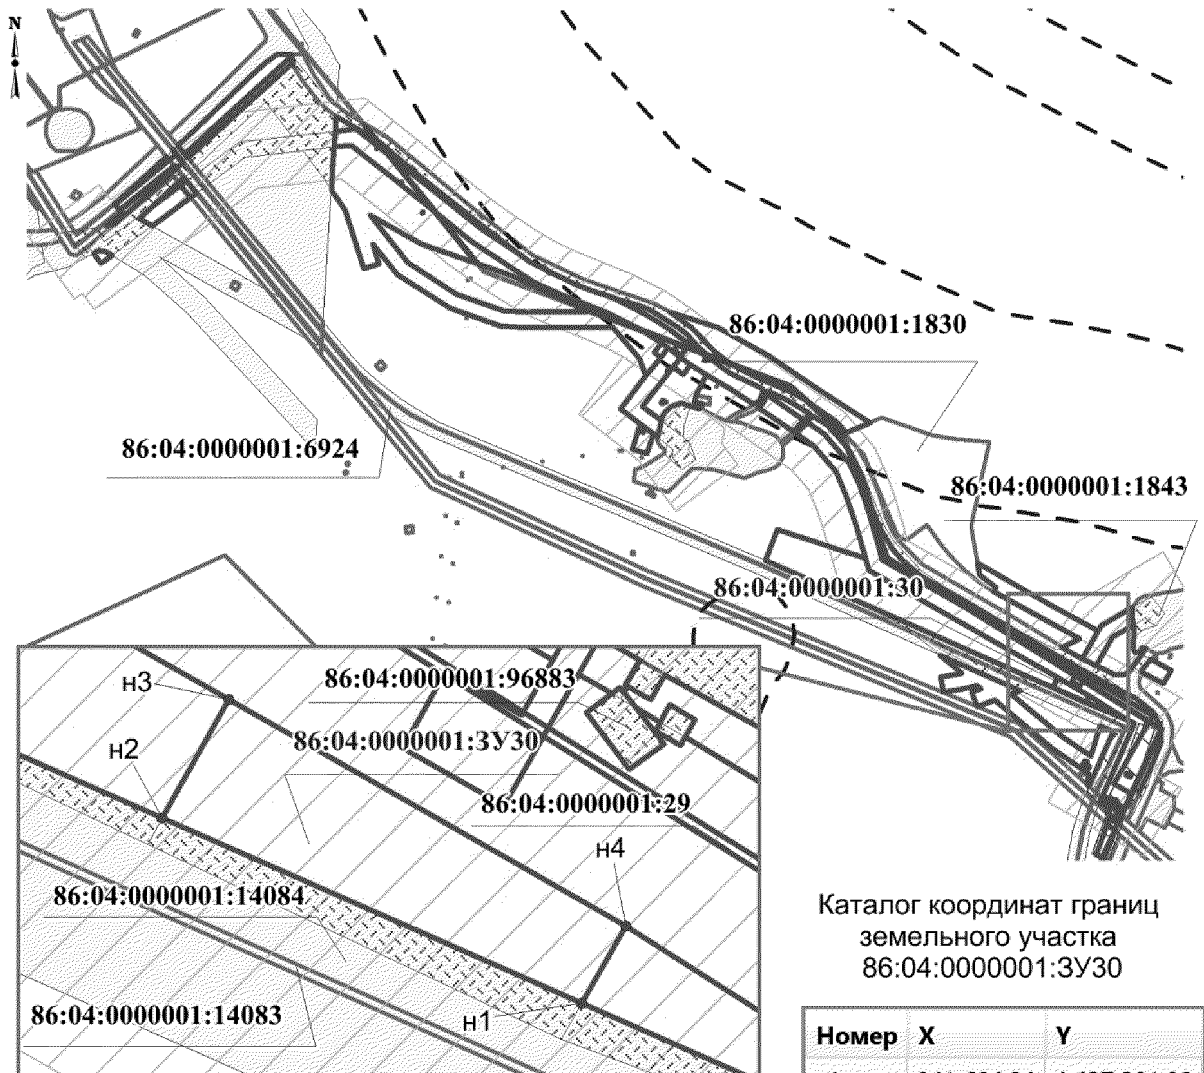 N
86:04:0000001:1830
86:04:0000001:6924
86:04:0000001:1843
86:04:0000001:30
н3
86:04:0000001:96883
86:04:0000001:ЗУ30
н2
86:04:0000001:29
н4
86:04:0000001:14084
86:04:0000001:14083
н1
Каталог координат границ
земельного участка
86:04:0000001:ЗУ30
Номер X Y